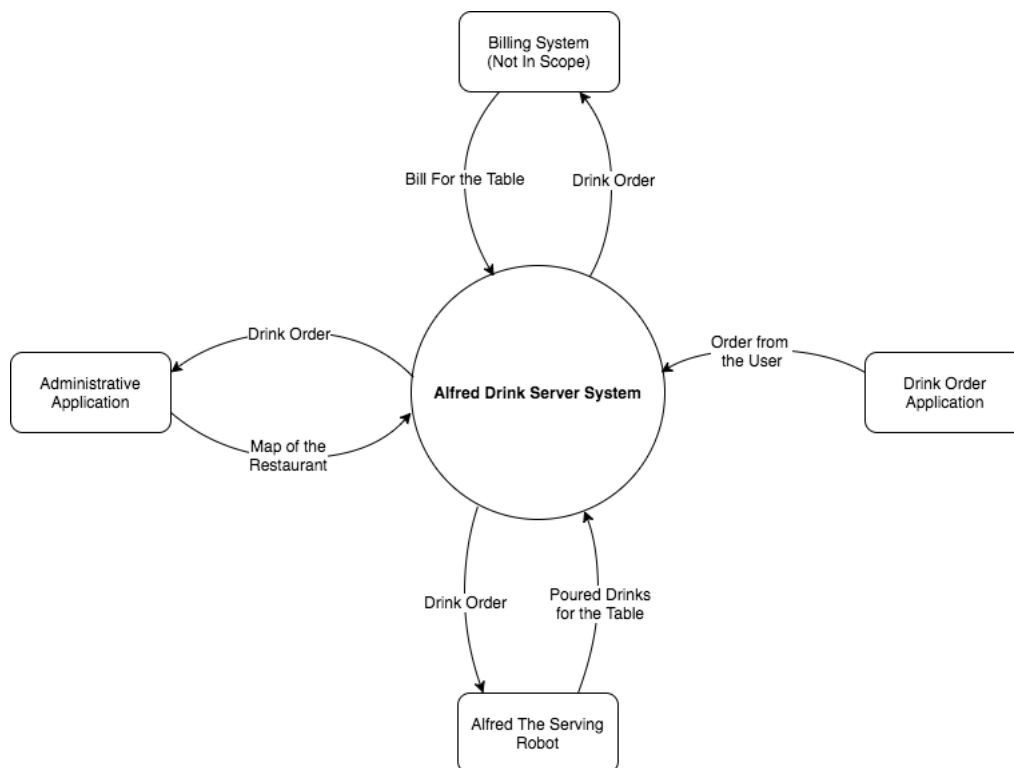 Billing System
(Not In Scope)
Bill For the Table
Drink Order
Drink Order
Order from
the User
Administrative
Application
Alfred Drink Server System
Drink Order
Application
Map of the
Restaurant
Drink Order
Poured Drinks
for the Table
Alfred The Serving
Robot